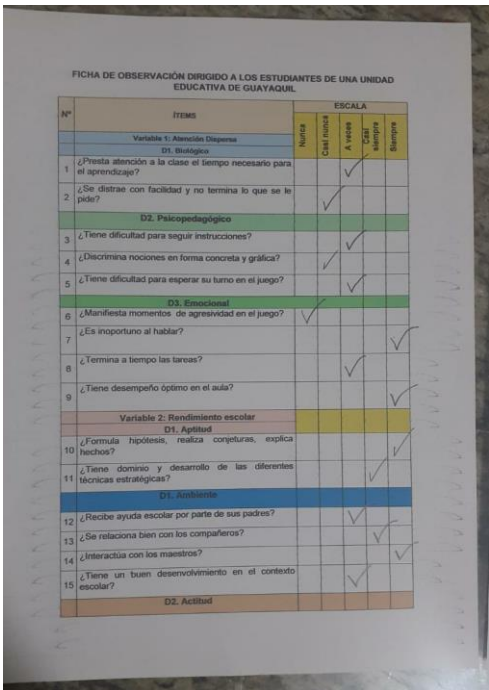 FICHA DE OBSERVACIÓN DIRIGIDO A LOS ESTUDIANTES DE UNA UNIDAD
EDUCATIVA DE GUAYAQUIL
Nº
ÍTEMS
ESCALA
Nunca
Casi nunca
A veces
Casi
siempre
Siempre
Variable 1: Atención Dispersa
D1. Biológico
1 ¿Presta atención a la clase el tiempo necesario para
el aprendizaje?
2 ¿Se distrae con facilidad y no termina lo que se le
pide?
D2. Psicopedagógico
3 ¿Tiene dificultad para seguir instrucciones?
4 ¿Discrimina nociones en forma concreta y gráfica?
5 ¿Tiene dificultad para esperar su turno en el juego?
D3. Emocional
6 ¿Manifiesta momentos de agresividad en el juego?
7 ¿Es inoportuno al hablar?
8 ¿Termina a tiempo las tareas?
9 ¿Tiene desempeño óptimo en el aula?
Variable 2: Rendimiento escolar
D1. Aptitud
10 ¿Formula hipótesis, realiza conjeturas, explica
hechos?
11 ¿Tiene dominio y desarrollo de las diferentes
técnicas estratégicas?
D1. Ambiente
12 ¿Recibe ayuda escolar por parte de sus padres?
13 ¿Se relaciona bien con los compañeros?
14 ¿Interactúa con los maestros?
15 ¿Tiene un buen desenvolvimiento en el contexto
escolar?
D2. Actitud